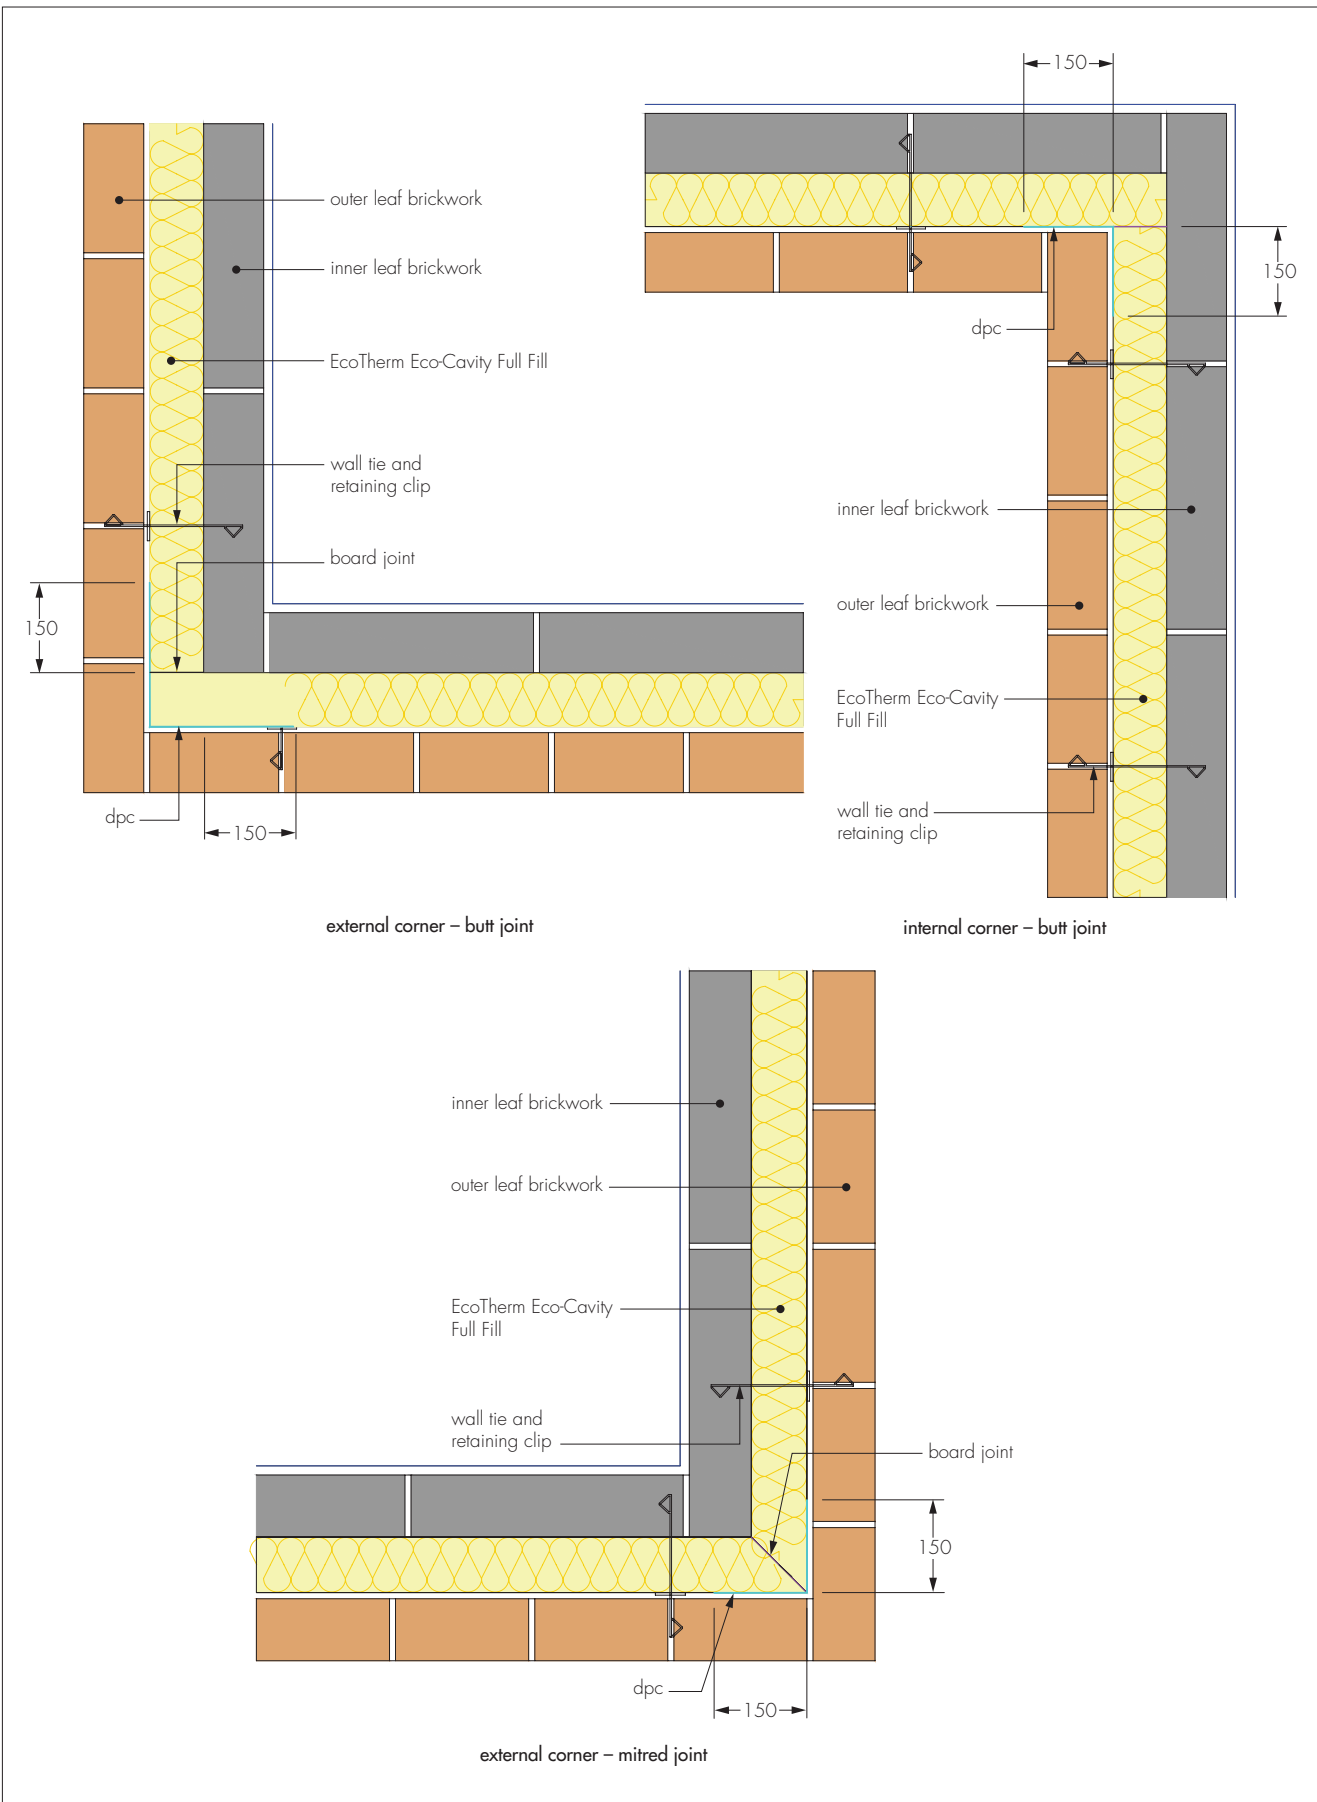 outer leaf brickwork
inner leaf brickwork
EcoTherm Eco-Cavity Full Fill
wall tie and
retaining clip
board joint
150
dpc
150
external corner – butt joint
150
150
dpc
inner leaf brickwork
outer leaf brickwork
EcoTherm Eco-Cavity
Full Fill
wall tie and
retaining clip
internal corner – butt joint
inner leaf brickwork
outer leaf brickwork
EcoTherm Eco-Cavity
Full Fill
wall tie and
retaining clip
board joint
150
dpc
150
external corner – mitred joint